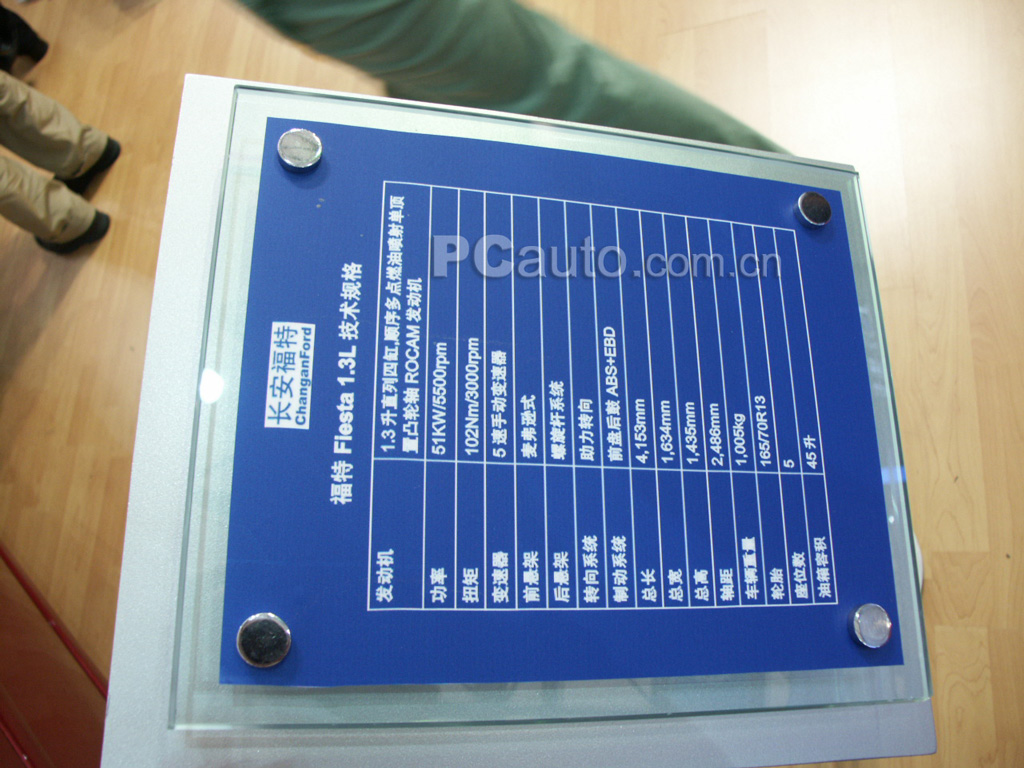 长安福特
ChanganFord
福特 Fiesta 1.3L 技术规格
发动机 1.3 升直列四缸,顺序多点燃油喷射单顶
置凸轮轴 ROCAM 发动机
功率 51KW/5500rpm
扭矩 102Nm/3000rpm
变速器 5 速手动变速器
前悬架 麦弗逊式
后悬架 螺旋杆系统
转向系统 助力转向
制动系统 前盘后鼓 ABS+EBD
总长 4,153mm
总宽 1,634mm
总高 1,435mm
轴距 2,486mm
车辆重量 1,005kg
轮胎 165/70R13
座位数 5
油箱容积 45 升
PCauto.com.cn